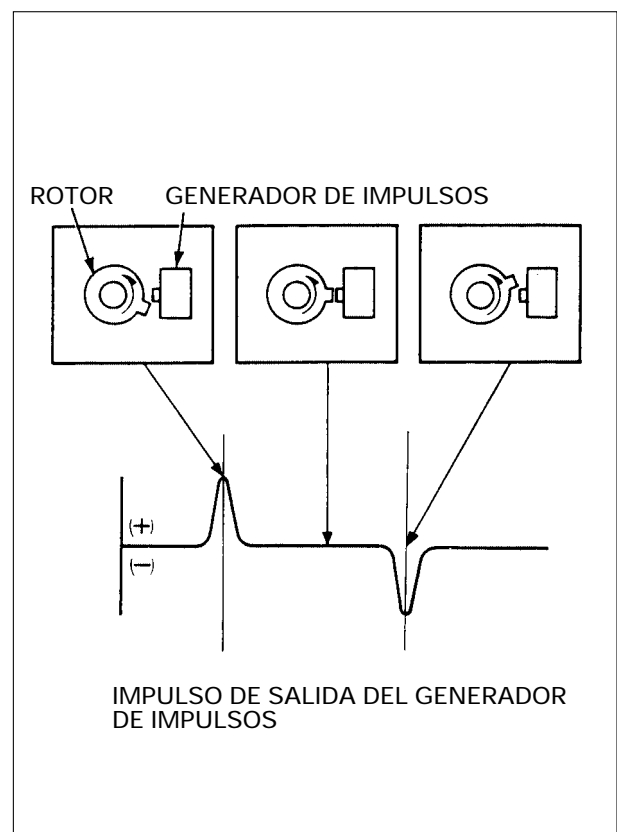 ROTOR
GENERADOR DE IMPULSOS
(+)
(−)
IMPULSO DE SALIDA DEL GENERADOR
DE IMPULSOS